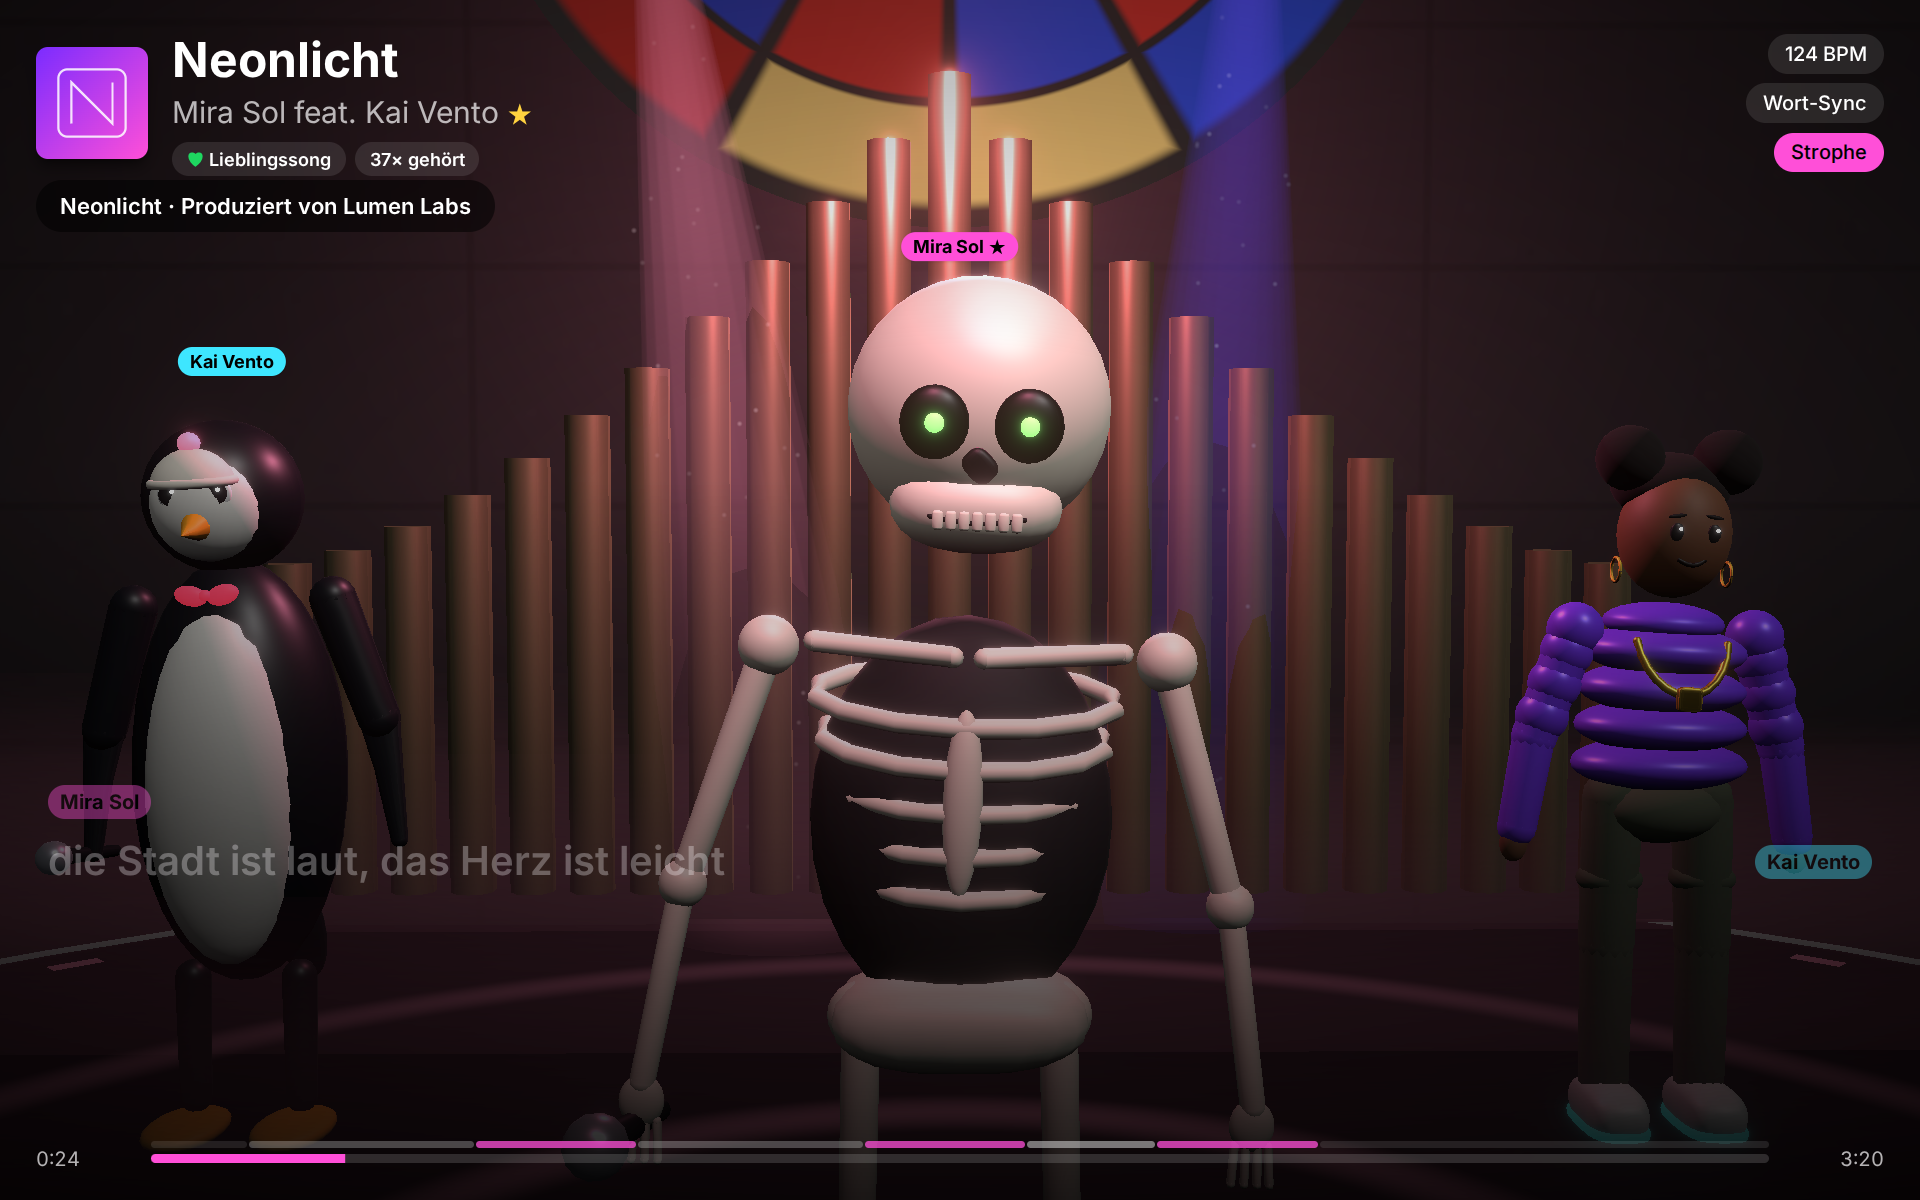 N
Neonlicht
Mira Sol feat. Kai Vento ★
Lieblingssong
37× gehört
Neonlicht · Produziert von Lumen Labs
124 BPM
Wort-Sync
Strophe
Mira Sol ★
Kai Vento
Mira Sol
die Stadt ist laut, das Herz ist leicht
Kai Vento
0:24
3:20